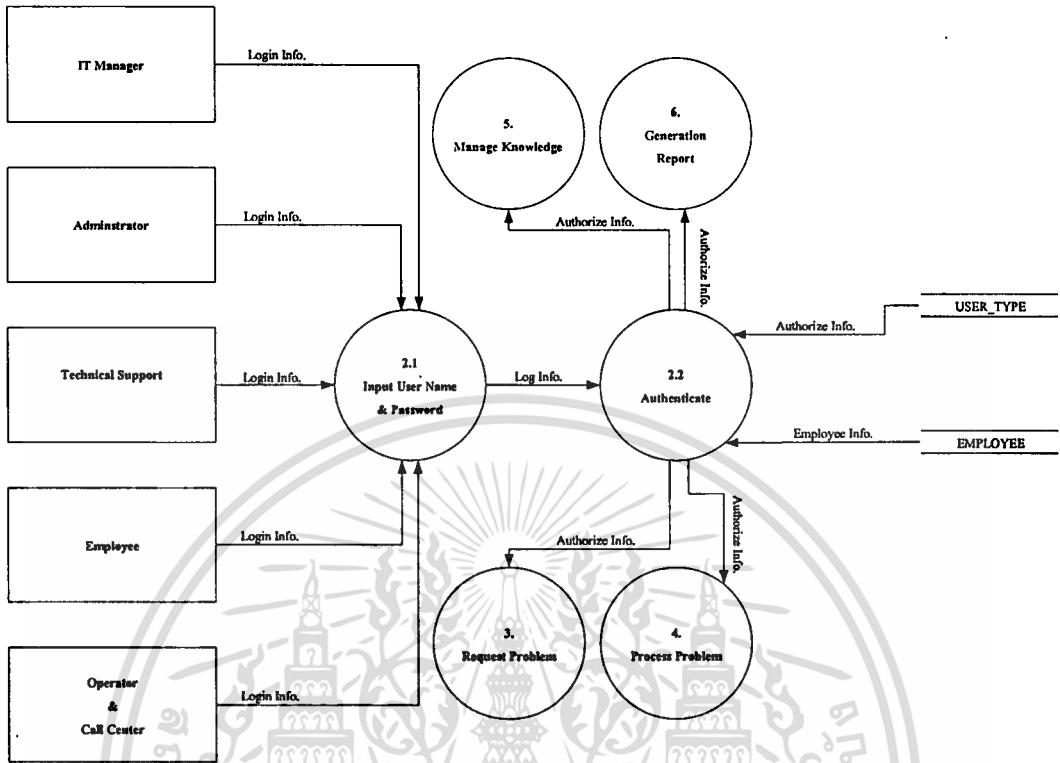 IT Manager
Login Info.
Adminstrator
Login Info.
Technical Support
Login Info.
Employee
Login Info.
Operator
&
Call Center
Login Info.
2.1
Input User Name
& Password
Log Info.
5.
Manage Knowledge
6.
Generation
Report
Authorize Info.
Authorize Info.
2.2
Authenticate
Authorize Info.
USER_TYPE
Employee Info.
EMPLOYEE
Authorize Info.
Authorize Info.
3.
Request Problem
4.
Process Problem